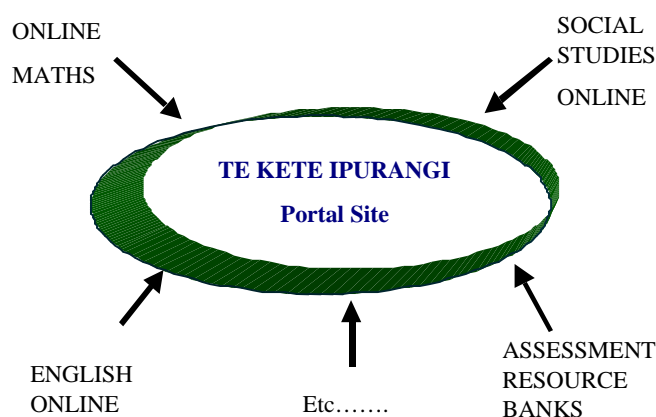 ONLINE
MATHS
SOCIAL
STUDIES
ONLINE
TE KETE IPURANGI
Portal Site
ENGLISH
ONLINE
Etc…….
ASSESSMENT
RESOURCE
BANKS